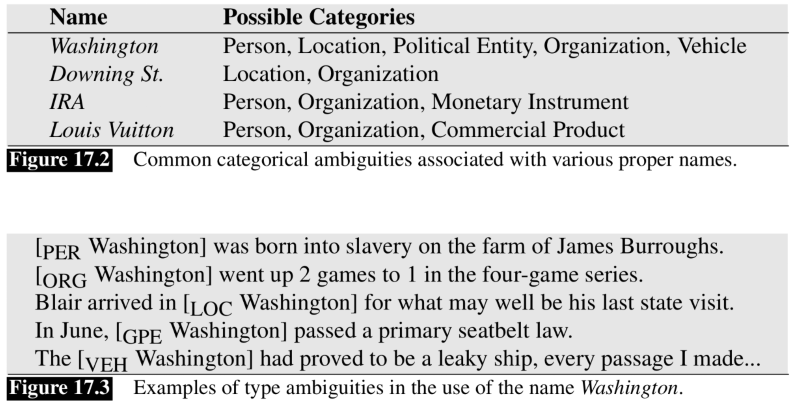 Name Possible Categories
Washington Person, Location, Political Entity, Organization, Vehicle
Downing St. Location, Organization
IRA Person, Organization, Monetary Instrument
Louis Vuitton Person, Organization, Commercial Product
Figure 17.2 Common categorical ambiguities associated with various proper names.
[PER Washington] was born into slavery on the farm of James Burroughs.
[ORG Washington] went up 2 games to 1 in the four-game series.
Blair arrived in [LOC Washington] for what may well be his last state visit.
In June, [GPE Washington] passed a primary seatbelt law.
The [VEH Washington] had proved to be a leaky ship, every passage I made...
Figure 17.3 Examples of type ambiguities in the use of the name Washington.